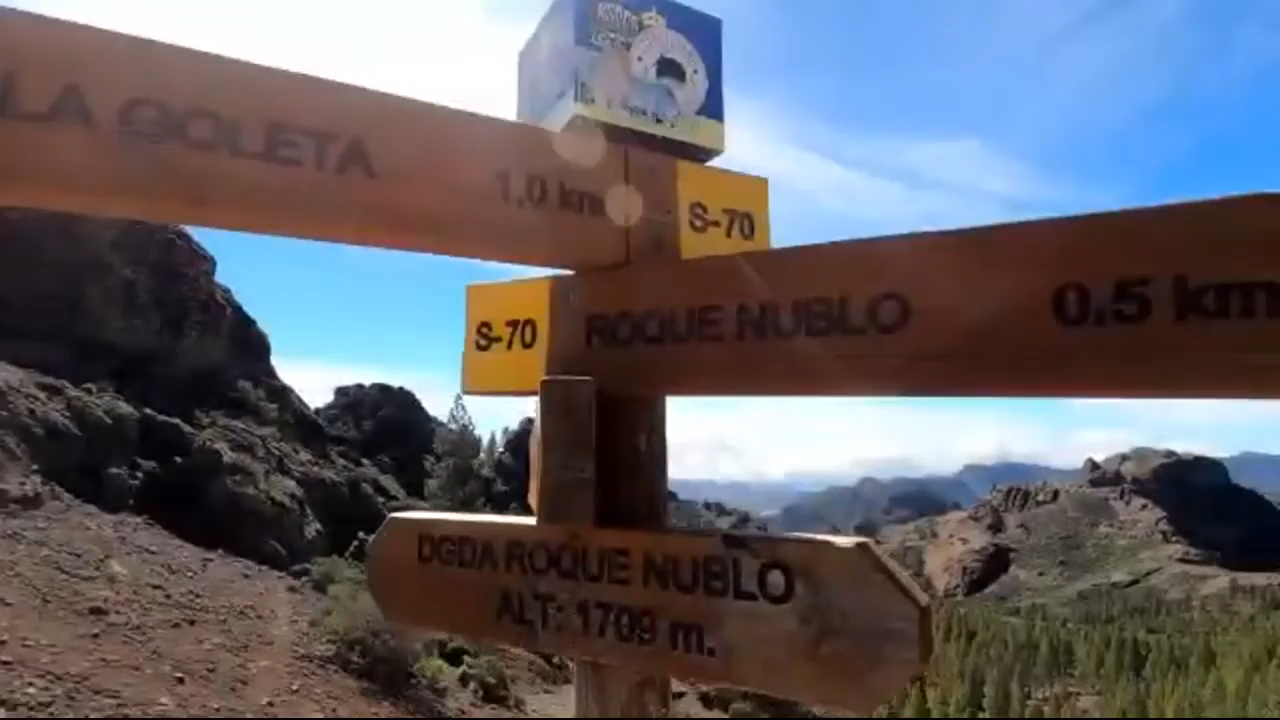 LA GOLETA 1,0 km
S-70
S-70
ROQUE NUBLO 0.5 km
DGDA ROQUE NUBLO
ALT: 1709 m.